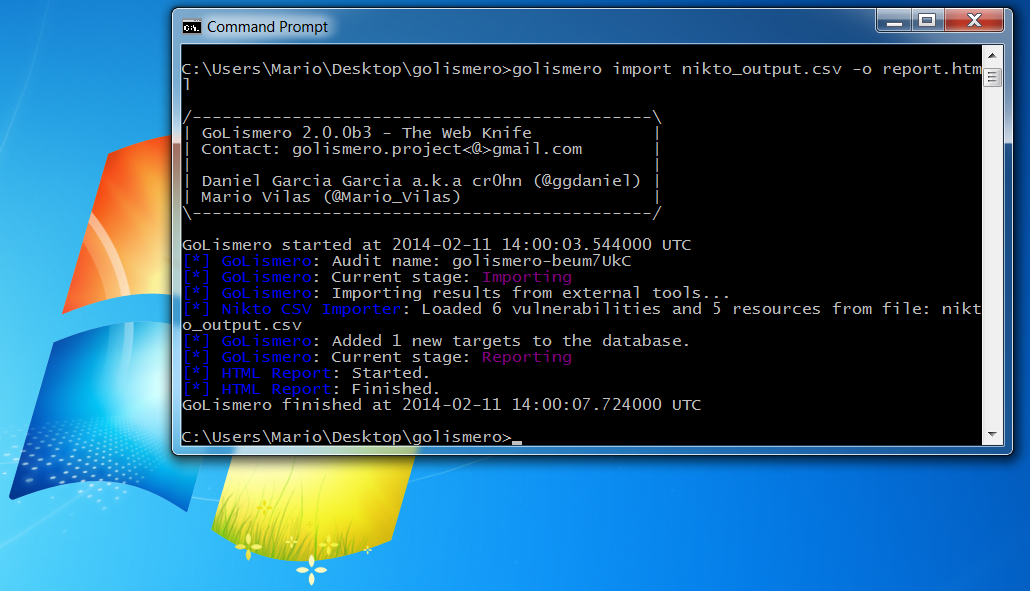 Command Prompt
C:\Users\Mario\Desktop\golismero>golismero import nikto_output.csv -o report.htm
l
/----------------------------------------------\
| GoLismero 2.0.0b3 - The Web Knife            |
| Contact: golismero.project<@>gmail.com       |
|                                              |
| Daniel Garcia Garcia a.k.a cr0hn (@ggdaniel) |
| Mario Vilas (@Mario_Vilas)                   |
\----------------------------------------------/
GoLismero started at 2014-02-11 14:00:03.544000 UTC
[*] GoLismero: Audit name: golismero-beum7UkC
[*] GoLismero: Current stage: Importing
[*] GoLismero: Importing results from external tools...
[*] Nikto CSV Importer: Loaded 6 vulnerabilities and 5 resources from file: nikt
o_output.csv
[*] GoLismero: Added 1 new targets to the database.
[*] GoLismero: Current stage: Reporting
[*] HTML Report: Started.
[*] HTML Report: Finished.
GoLismero finished at 2014-02-11 14:00:07.724000 UTC
C:\Users\Mario\Desktop\golismero>_